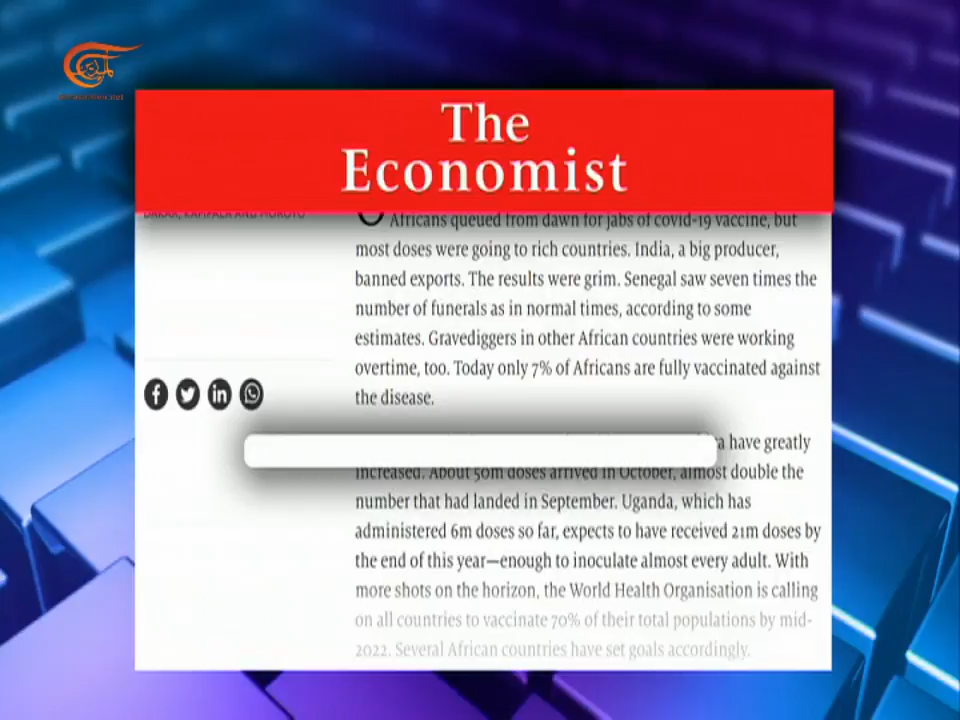 The
Economist
DAKAR, KAMPALA AND MOROTO
Africans queued from dawn for jabs of covid-19 vaccine, but
most doses were going to rich countries. India, a big producer,
banned exports. The results were grim. Senegal saw seven times the
number of funerals as in normal times, according to some
estimates. Gravediggers in other African countries were working
overtime, too. Today only 7% of Africans are fully vaccinated against
the disease.
have greatly
increased. About 50m doses arrived in October, almost double the
number that had landed in September. Uganda, which has
administered 6m doses so far, expects to have received 21m doses by
the end of this year—enough to inoculate almost every adult. With
more shots on the horizon, the World Health Organisation is calling
on all countries to vaccinate 70% of their total populations by mid-
2022. Several African countries have set goals accordingly.